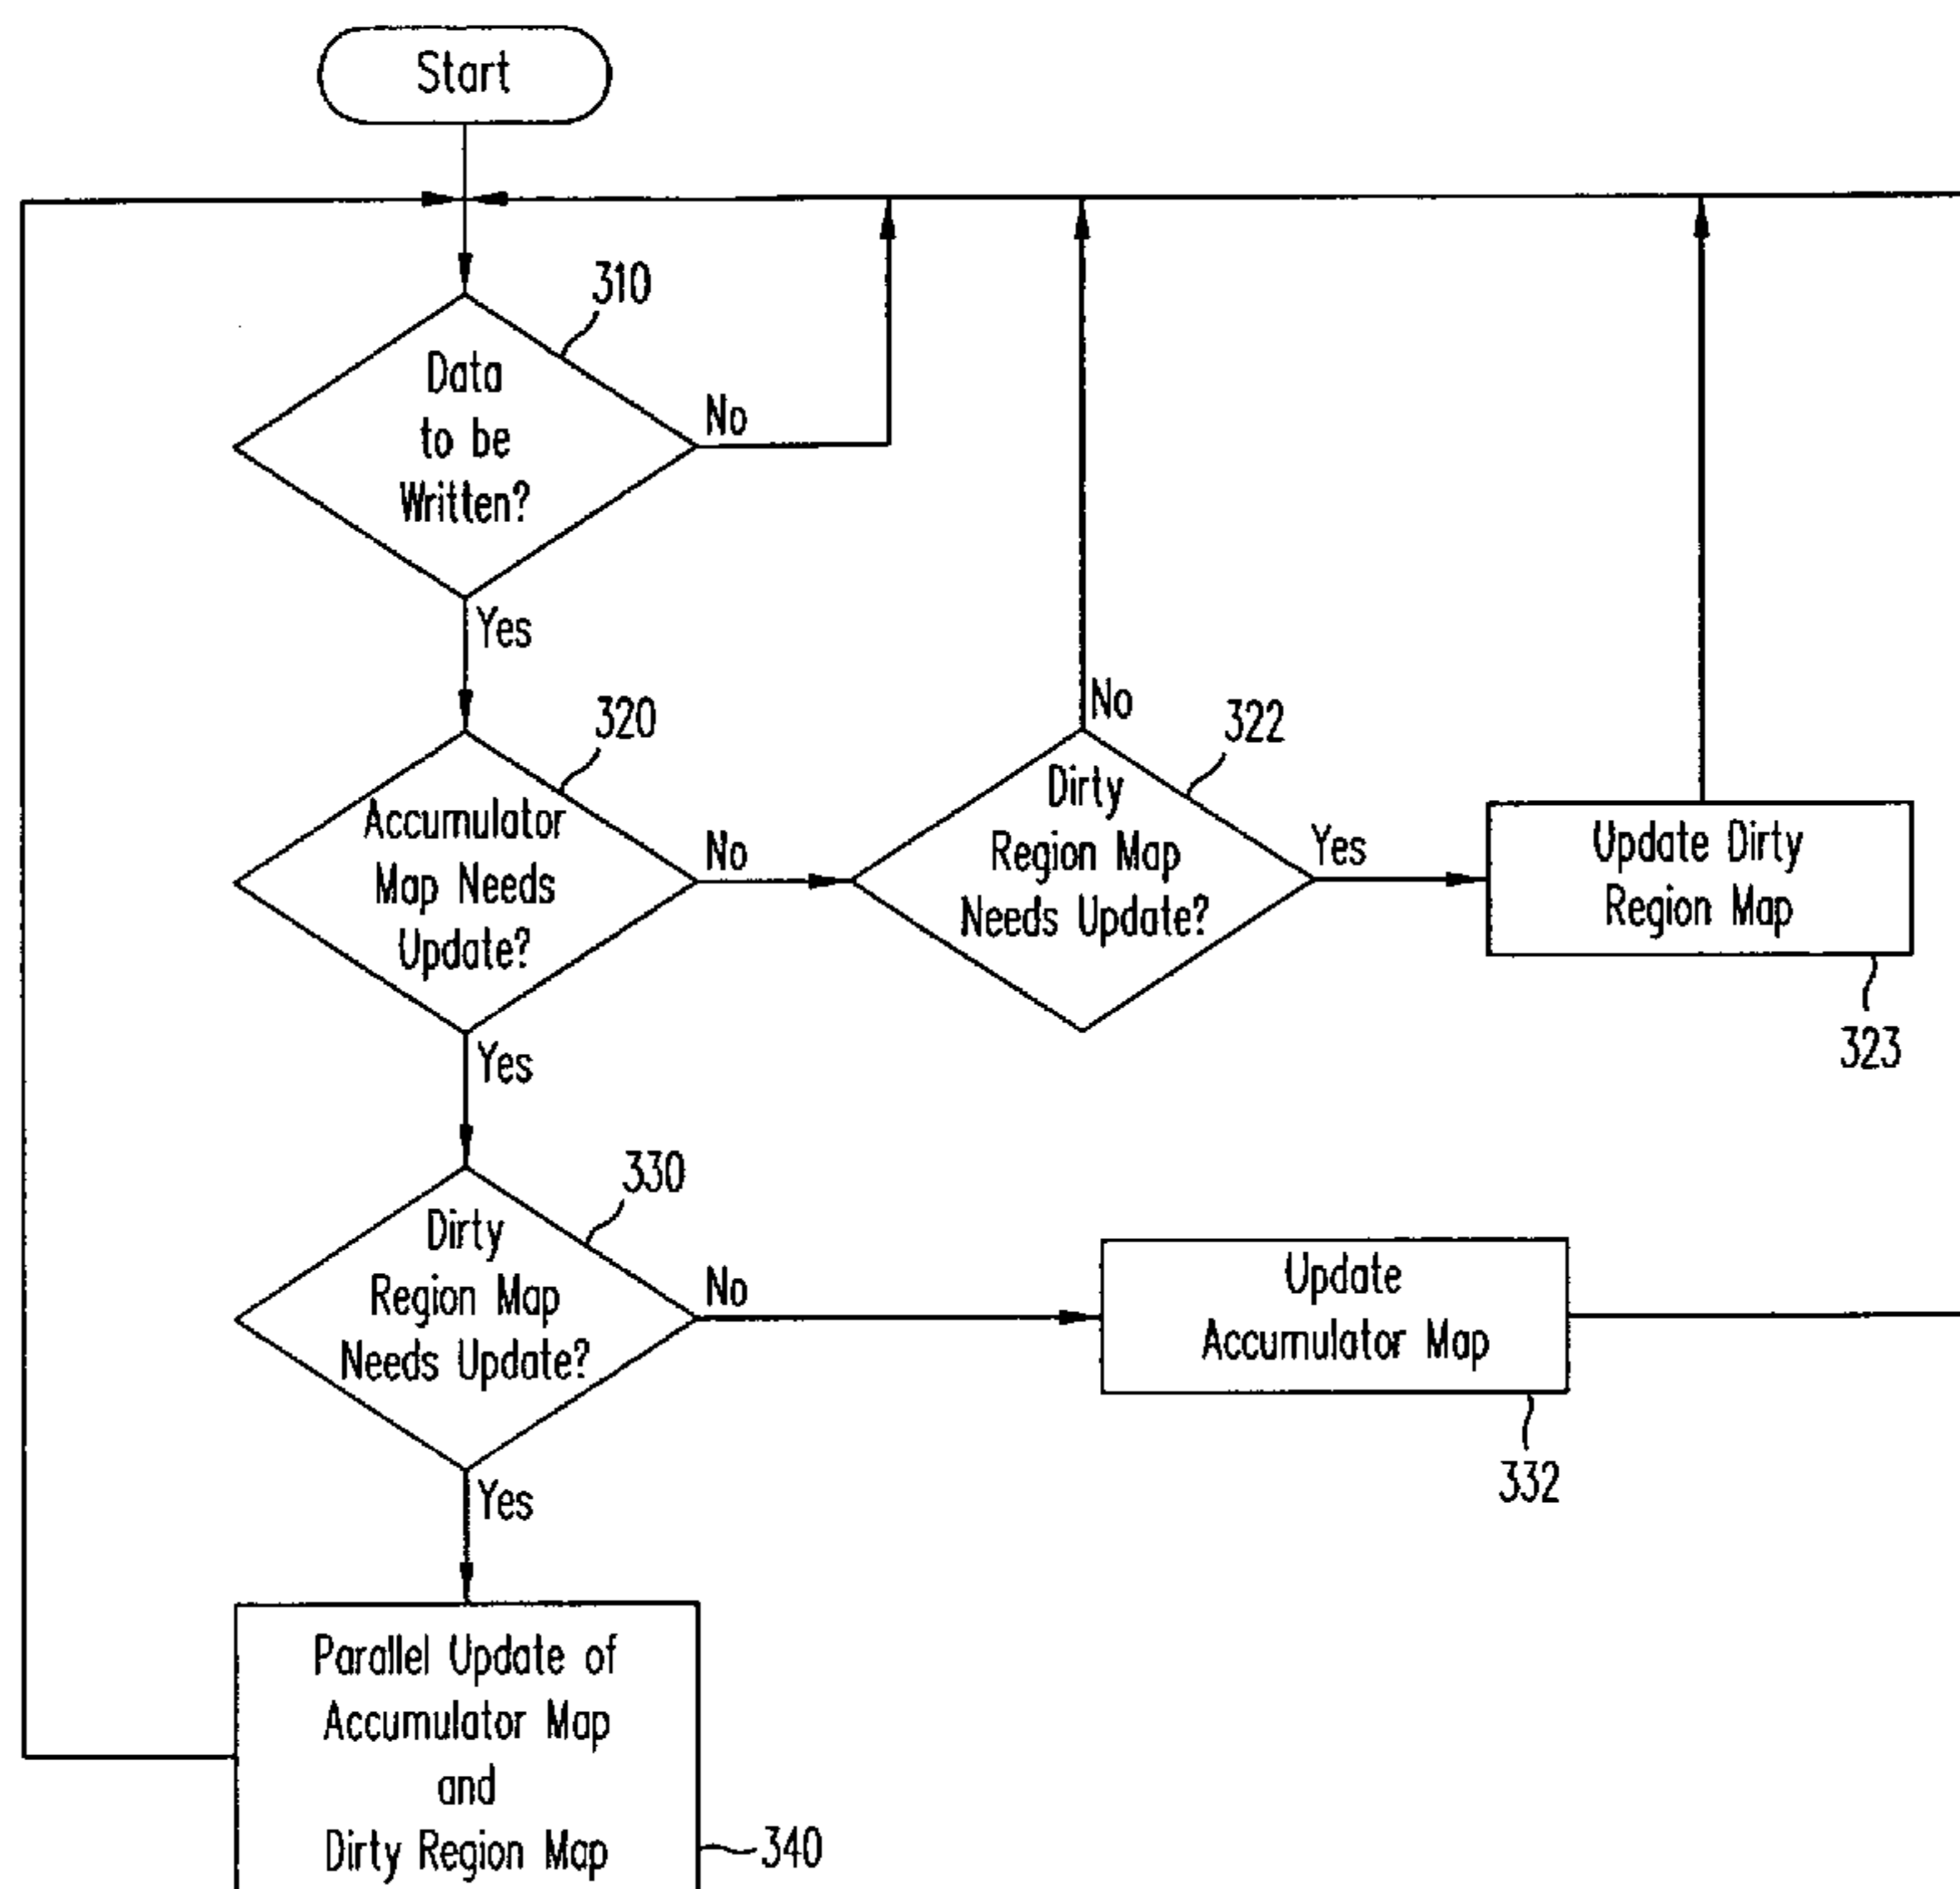 Start
310
Data
to be
Written?
No
Yes
320
Accumulator
Map Needs
Update?
No
Yes
322
Dirty
Region Map
Needs Update?
No
Yes
Update Dirty
Region Map
323
330
Dirty
Region Map
Needs Update?
No
Yes
Update
Accumulator Map
332
Parallel Update of
Accumulator Map
and
Dirty Region Map
340